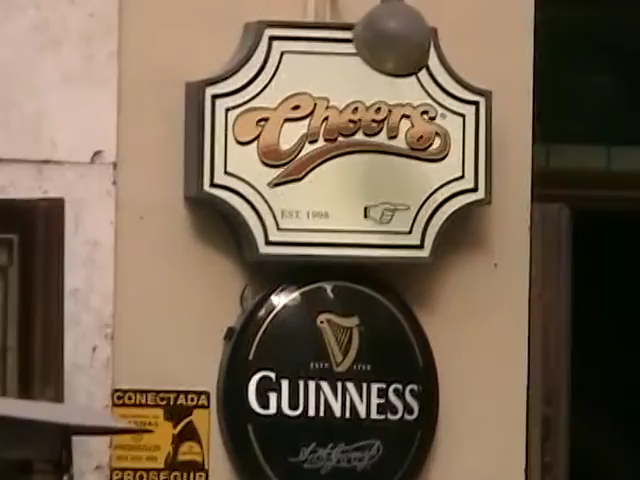 Cheers
EST. 1998
ESTD 1759
GUINNESS
CONECTADA
PROSEGUR